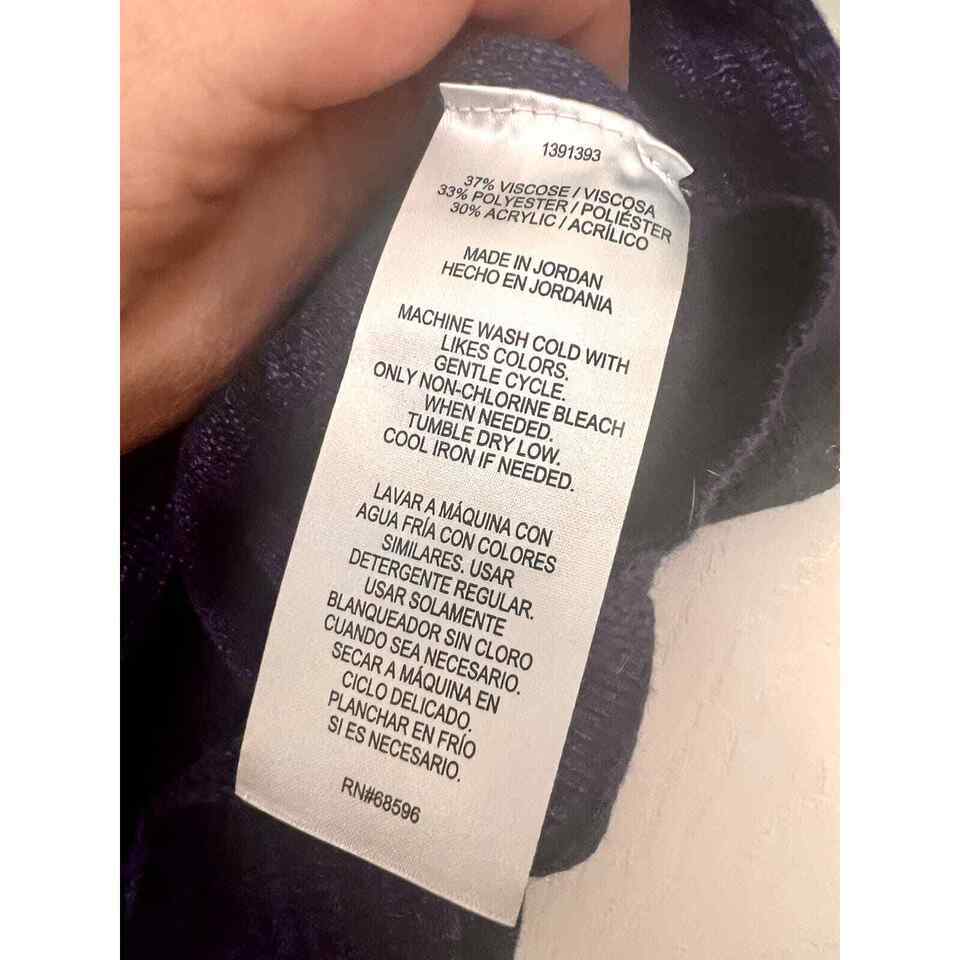 1391393
37% VISCOSE / VISCOSA
33% POLYESTER / POLIÉSTER
30% ACRYLIC / ACRÍLICO
MADE IN JORDAN
HECHO EN JORDANIA
MACHINE WASH COLD WITH
LIKES COLORS.
GENTLE CYCLE.
ONLY NON-CHLORINE BLEACH
WHEN NEEDED.
TUMBLE DRY LOW.
COOL IRON IF NEEDED.
LAVAR A MÁQUINA CON
AGUA FRÍA CON COLORES
SIMILARES. USAR
DETERGENTE REGULAR.
USAR SOLAMENTE
BLANQUEADOR SIN CLORO
CUANDO SEA NECESARIO.
SECAR A MÁQUINA EN
CICLO DELICADO.
PLANCHAR EN FRÍO
SI ES NECESARIO.
RN#68596